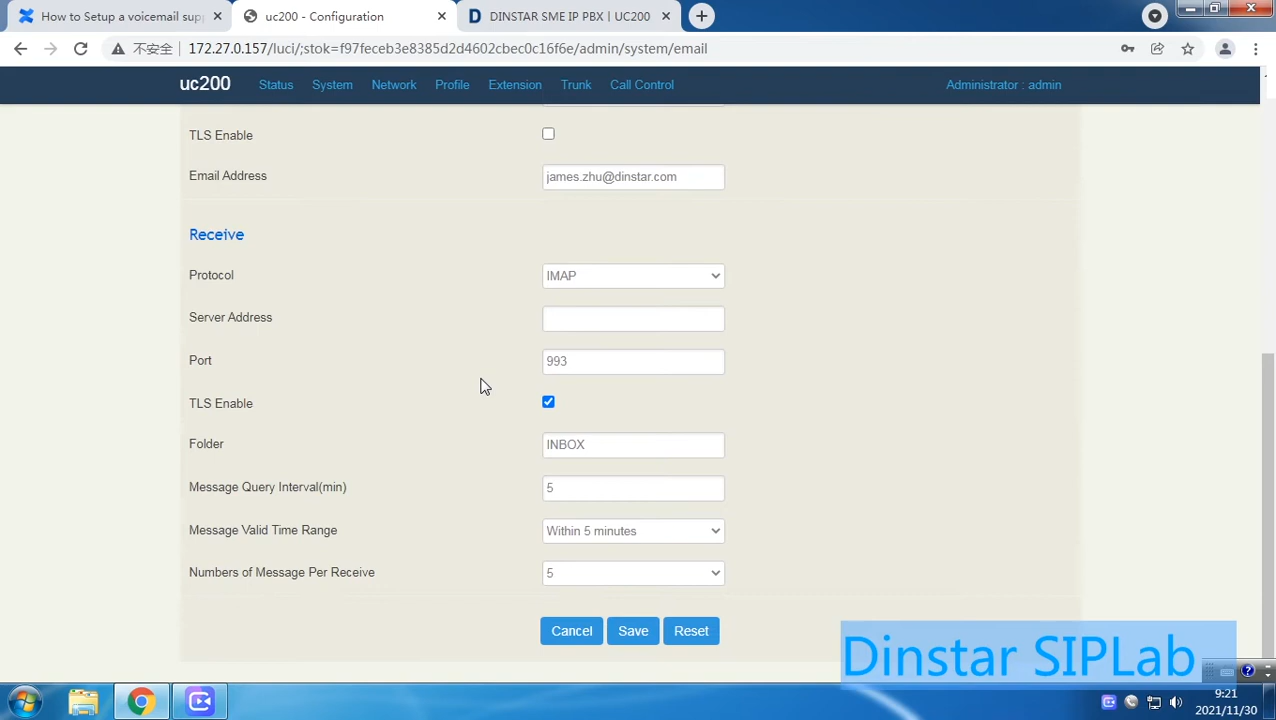 How to Setup a voicemail sup
uc200 - Configuration
DINSTAR SME IP PBX | UC200
不安全
172.27.0.157/luci/;stok=f97feceb3e8385d2d4602cbec0c16f6e/admin/system/email
uc200 Status System Network Profile Extension Trunk Call Control Administrator : admin
TLS Enable
Email Address james.zhu@dinstar.com
Receive
Protocol IMAP
Server Address
Port 993
TLS Enable
Folder INBOX
Message Query Interval(min) 5
Message Valid Time Range Within 5 minutes
Numbers of Message Per Receive 5
Cancel Save Reset
Dinstar SIPLab
9:21
2021/11/30